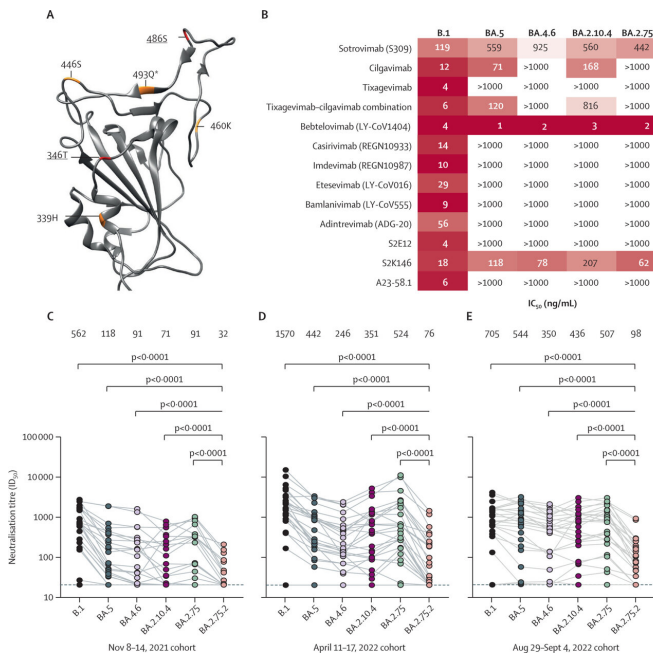 A
486S
446S
493Q*
460K
346T
339H
B
B.1 BA.5 BA.4.6 BA.2.10.4 BA.2.75
Sotrovimab (S309) 119 559 925 560 442
Cilgavimab 12 71 >1000 168 >1000
Tixagevimab 4 >1000 >1000 >1000 >1000
Tixagevimab–cilgavimab combination 6 120 >1000 816 >1000
Bebtelovimab (LY-CoV1404) 4 1 2 3 2
Casirivimab (REGN10933) 14 >1000 >1000 >1000 >1000
Imdevimab (REGN10987) 10 >1000 >1000 >1000 >1000
Etesevimab (LY-CoV016) 29 >1000 >1000 >1000 >1000
Bamlanivimab (LY-CoV555) 9 >1000 >1000 >1000 >1000
Adintrevimab (ADG-20) 56 >1000 >1000 >1000 >1000
S2E12 4 >1000 >1000 >1000 >1000
S2K146 18 118 78 207 62
A23-58.1 6 >1000 >1000 >1000 >1000
IC50 (ng/mL)
C D E
562 118 91 71 91 32 1570 442 246 351 524 76 705 544 350 436 507 98
p<0·0001 p<0·0001 p<0·0001
p<0·0001 p<0·0001 p<0·0001
p<0·0001 p<0·0001 p<0·0001
p<0·0001 p<0·0001 p<0·0001
p<0·0001 p<0·0001 p<0·0001
Neutralisation titre (ID50)
100 000
10 000
1000
100
10
B.1 BA.5 BA.4.6 BA.2.10.4 BA.2.75 BA.2.75.2 B.1 BA.5 BA.4.6 BA.2.10.4 BA.2.75 BA.2.75.2 B.1 BA.5 BA.4.6 BA.2.10.4 BA.2.75 BA.2.75.2
Nov 8–14, 2021 cohort April 11–17, 2022 cohort Aug 29–Sept 4, 2022 cohort